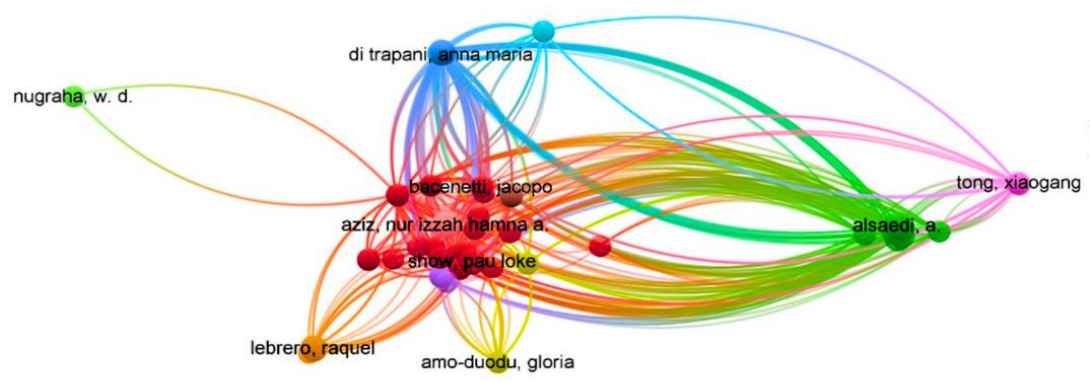 di trapani, anna maria
nugraha, w. d.
bacenetti, jacopo
tong, xiaogang
aziz, nur izzah hamna a.
alsaedi, a.
show, pau loke
lebrero, raquel
amo-duodu, gloria